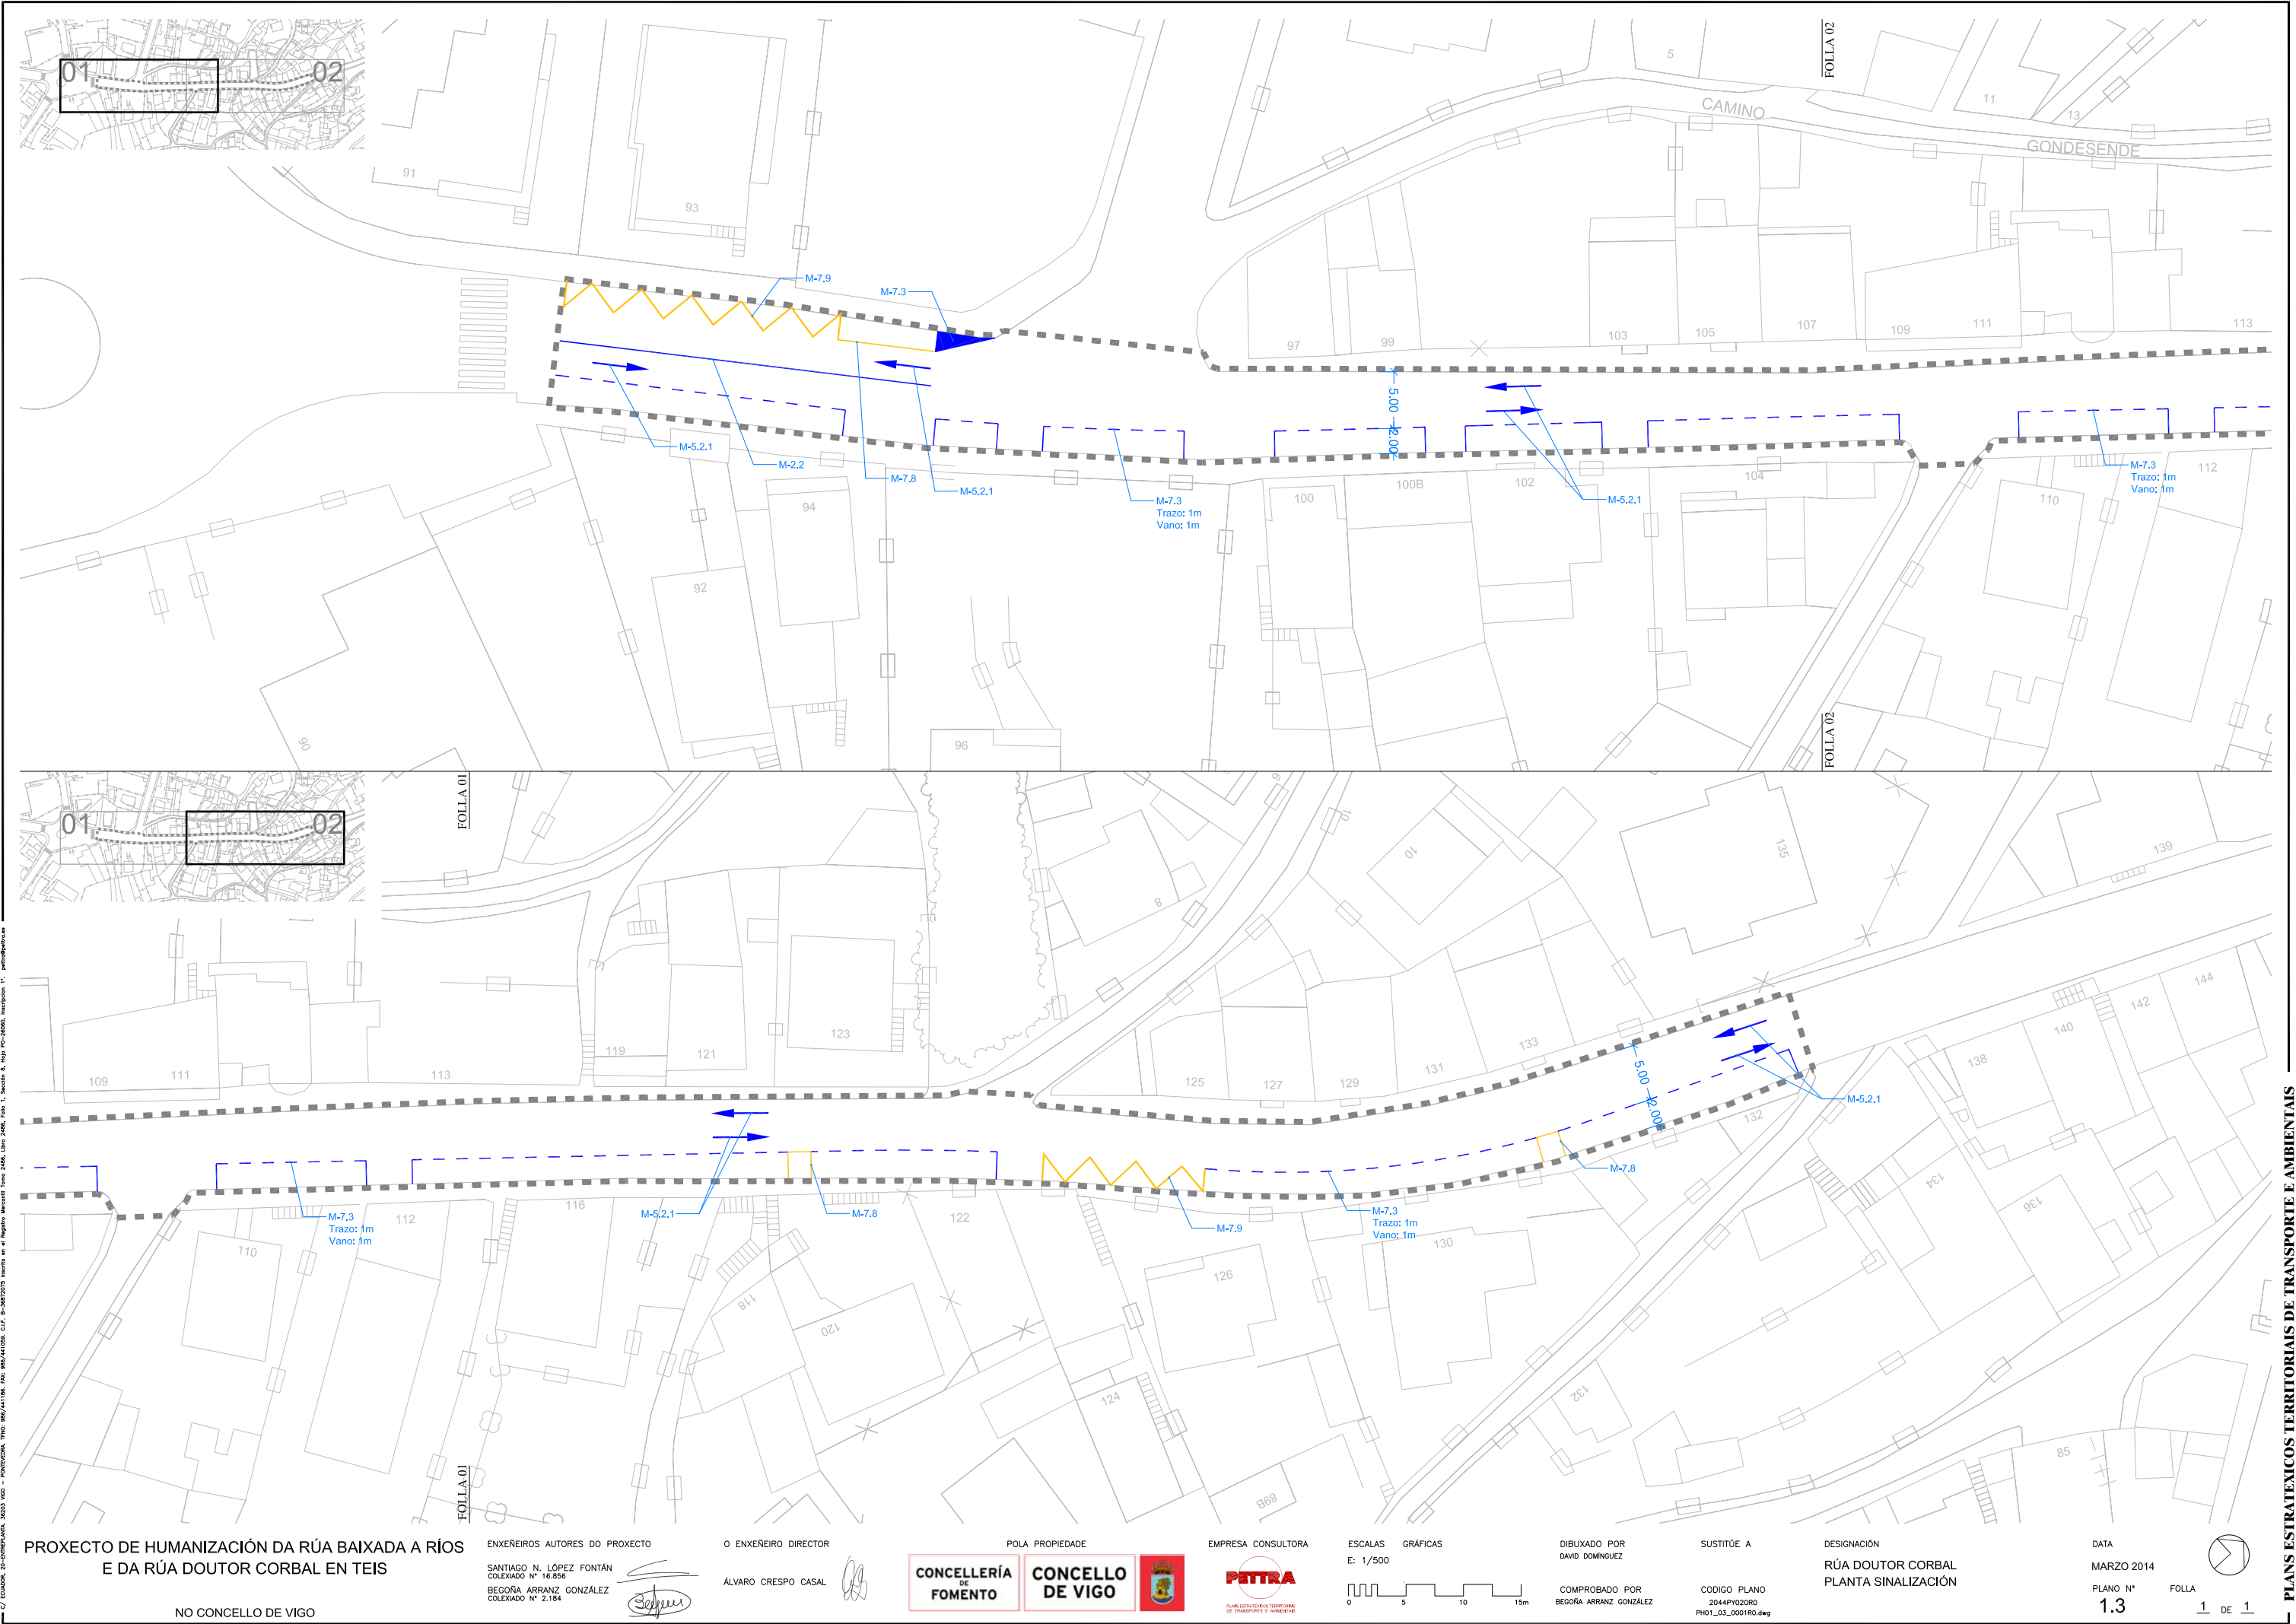 01
02
FOLLA 02
5
11
13
CAMINO
GONDESENDE
91
93
M-7.9
M-7.3
97
99
103
105
107
109
111
113
5.00
2.00
M-5.2.1
M-2.2
M-7.8
M-5.2.1
M-7.3
Trazo: 1m
Vano: 1m
M-5.2.1
M-7.3
Trazo: 1m
Vano: 1m
94
92
90
96
100
100B
102
104
110
112
FOLLA 02
01
02
FOLLA 01
6
10
8
10
135
139
109
111
113
119
121
123
125
127
129
131
133
5.00
2.00
M-5.2.1
132
138
140
142
144
134
136
M-7.3
Trazo: 1m
Vano: 1m
110
112
116
M-5.2.1
M-7.8
122
M-7.9
M-7.3
Trazo: 1m
Vano: 1m
M-7.8
118
120
124
126
130
132
89B
85
FOLLA 01
PROXECTO DE HUMANIZACIÓN DA RÚA BAIXADA A RÍOS
E DA RÚA DOUTOR CORBAL EN TEIS
NO CONCELLO DE VIGO
ENXEÑEIROS AUTORES DO PROXECTO
SANTIAGO N. LÓPEZ FONTÁN
COLEXIADO Nº 16.856
BEGOÑA ARRANZ GONZÁLEZ
COLEXIADO Nº 2.184
O ENXEÑEIRO DIRECTOR
ÁLVARO CRESPO CASAL
POLA PROPIEDADE
CONCELLERÍA
DE
FOMENTO
CONCELLO
DE VIGO
EMPRESA CONSULTORA
PETTRA
PLANS ESTRATÉXICOS TERRITORIAIS
DE TRANSPORTE E AMBIENTAIS
ESCALAS GRÁFICAS
E: 1/500
0 5 10 15m
DIBUXADO POR
DAVID DOMÍNGUEZ
COMPROBADO POR
BEGOÑA ARRANZ GONZÁLEZ
SUSTITÚE A
CODIGO PLANO
2044PY020R0
PH01_03_0001R0.dwg
DESIGNACIÓN
RÚA DOUTOR CORBAL
PLANTA SINALIZACIÓN
DATA
MARZO 2014
PLANO Nº
1.3
FOLLA
1 DE 1
PLANS ESTRATEXICOS TERRITORIAIS DE TRANSPORTE AMBIENTAIS